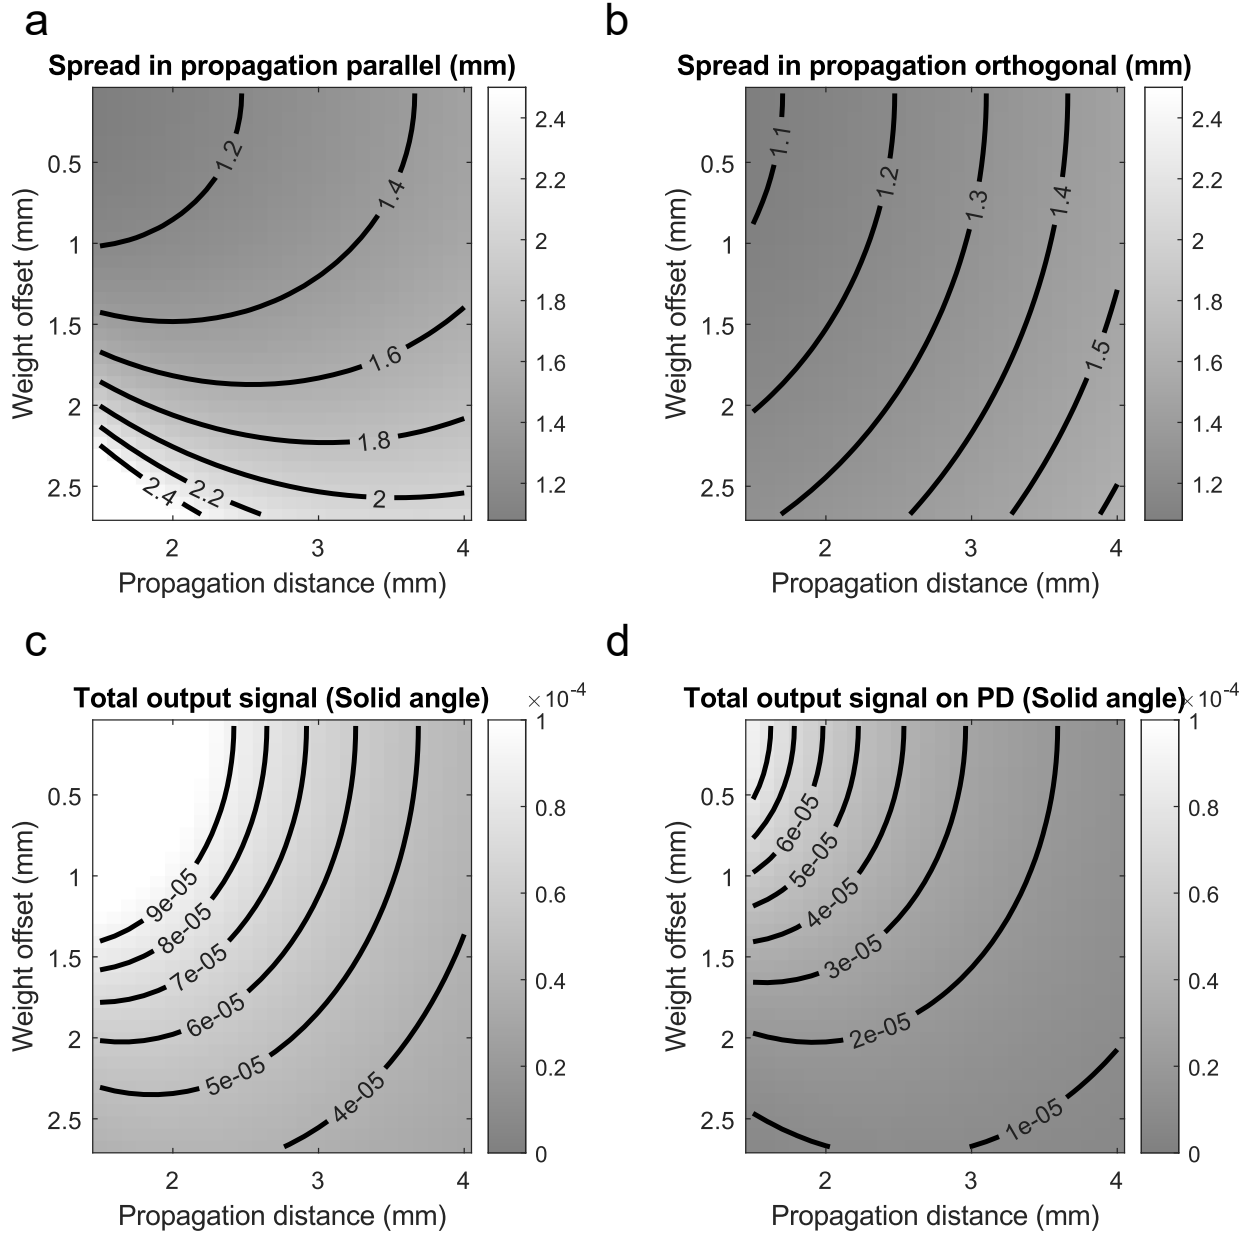 a
Spread in propagation parallel (mm)
1.2
1.4
1.6
1.8
2
2.2
2.4
0.5
1
1.5
2
2.5
Weight offset (mm)
2
3
4
Propagation distance (mm)
2.4
2.2
2
1.8
1.6
1.4
1.2
b
Spread in propagation orthogonal (mm)
1.1
1.2
1.3
1.4
1.5
0.5
1
1.5
2
2.5
Weight offset (mm)
2
3
4
Propagation distance (mm)
2.4
2.2
2
1.8
1.6
1.4
1.2
c
Total output signal (Solid angle)
×10⁻⁴
9e-05
8e-05
7e-05
6e-05
5e-05
4e-05
0.5
1
1.5
2
2.5
Weight offset (mm)
2
3
4
Propagation distance (mm)
1
0.8
0.6
0.4
0.2
0
d
Total output signal on PD (Solid angle)
×10⁻⁴
6e-05
5e-05
4e-05
3e-05
2e-05
1e-05
0.5
1
1.5
2
2.5
Weight offset (mm)
2
3
4
Propagation distance (mm)
1
0.8
0.6
0.4
0.2
0